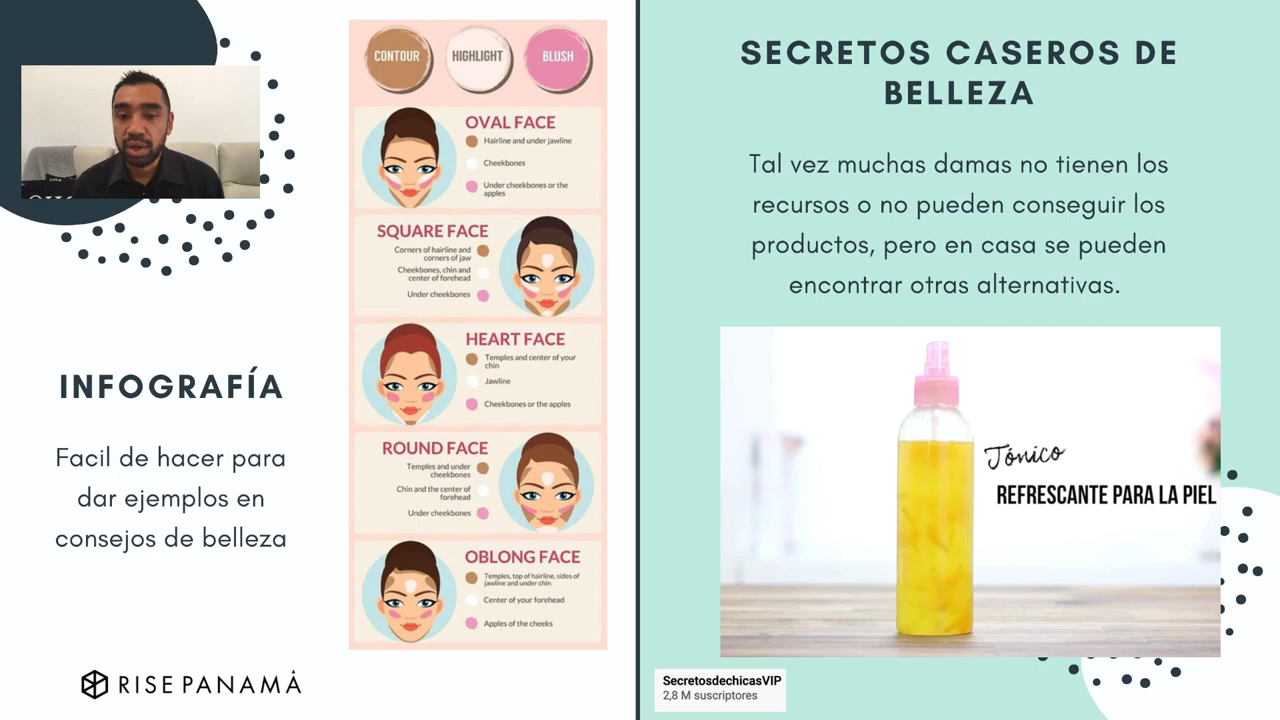 CONTOUR
HIGHLIGHT
BLUSH
OVAL FACE
Hairline and under jawline
Cheekbones
Under cheekbones or the
apples
SQUARE FACE
Corners of hairline and
corners of jaw
Cheekbones, chin and
center of forehead
Under cheekbones
HEART FACE
Temples and center of your
chin
Jawline
Cheekbones or the apples
ROUND FACE
Temples and under
cheekbones
Chin and the center of
forehead
Under cheekbones
OBLONG FACE
Temples, top of hairline, sides of
jawline and under chin
Center of your forehead
Apples of the cheeks
INFOGRAFÍA
Facil de hacer para
dar ejemplos en
consejos de belleza
RISE PANAMÁ
SECRETOS CASEROS DE
BELLEZA
Tal vez muchas damas no tienen los
recursos o no pueden conseguir los
productos, pero en casa se pueden
encontrar otras alternativas.
Tónico
REFRESCANTE PARA LA PIEL
SecretosdechicasVIP
2,8 M suscriptores